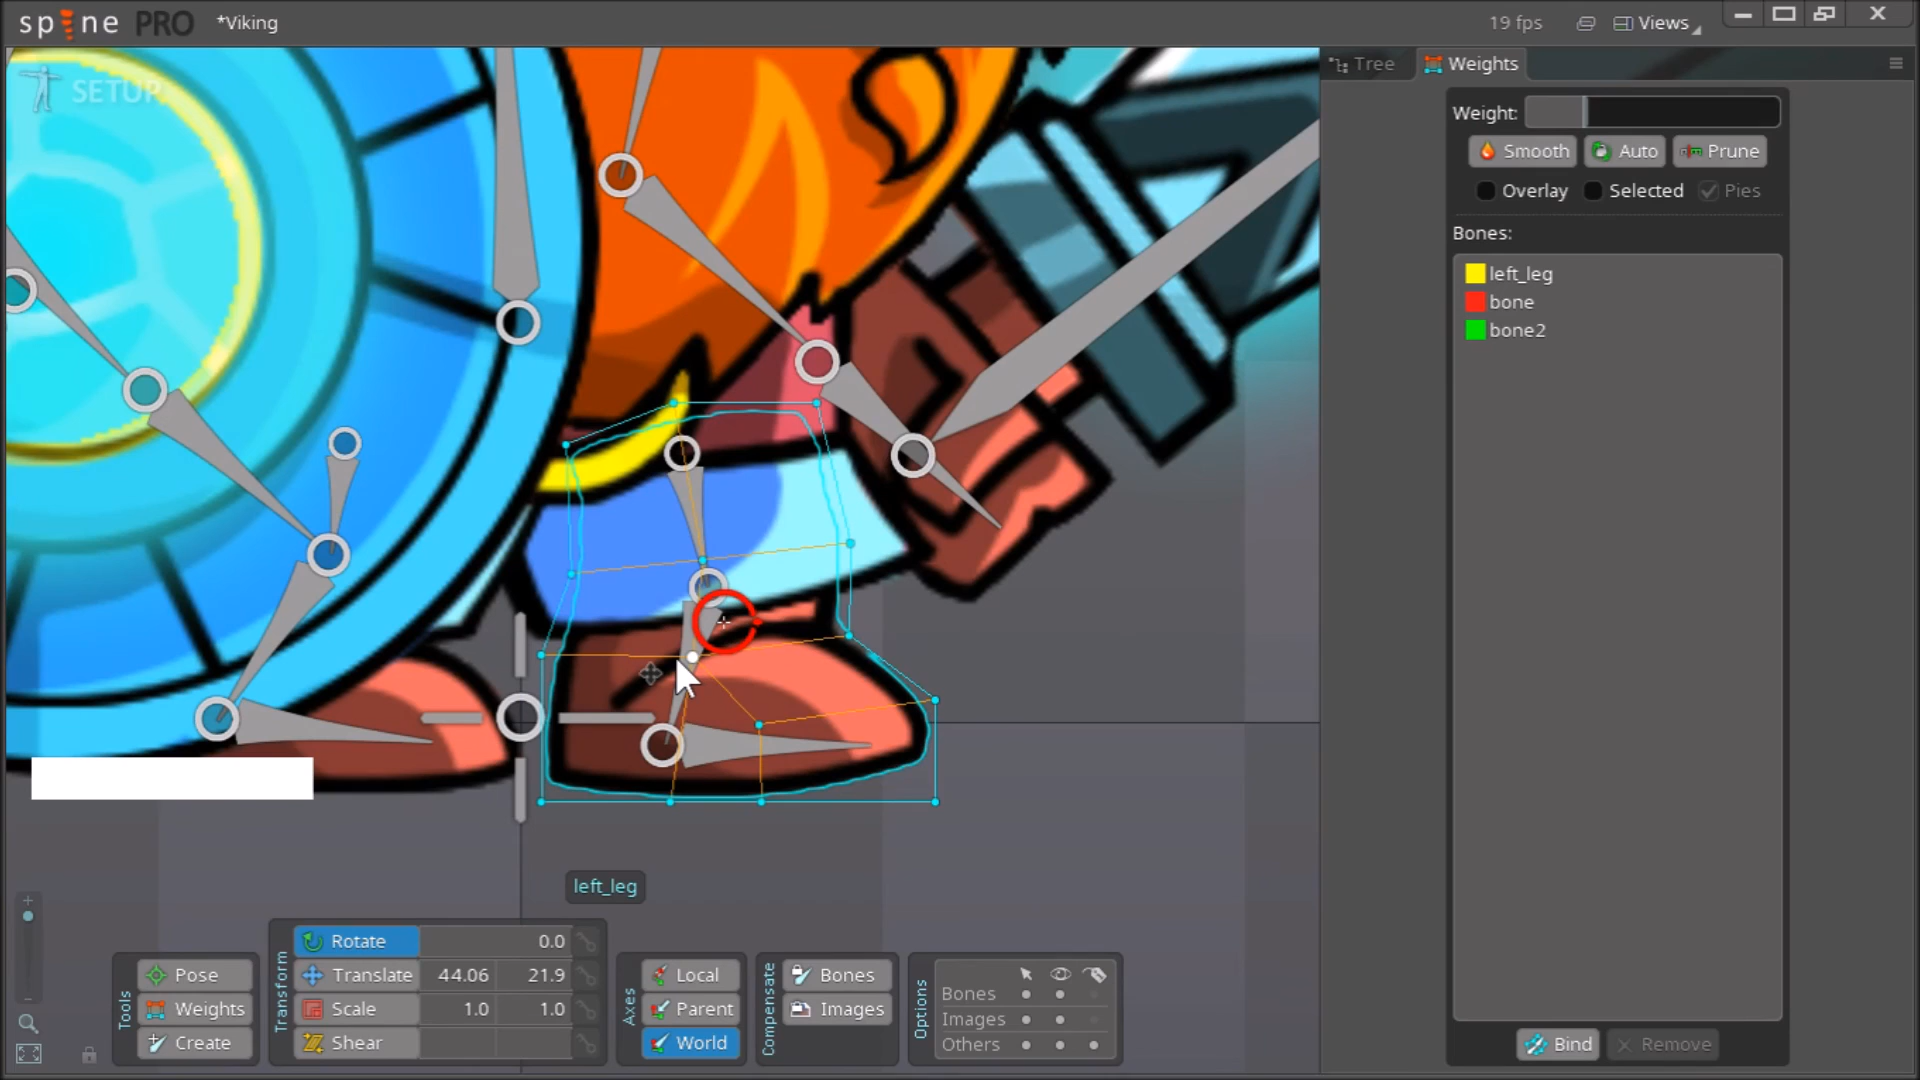 spine PRO *Viking 19 fps Views
SETUP
Tree Weights
Weight:
Smooth Auto Prune
Overlay Selected Pies
Bones:
left_leg
bone
bone2
Bind Remove
left_leg
Tools
Pose
Weights
Create
Transform
Rotate 0.0
Translate 44.06 21.9
Scale 1.0 1.0
Shear
Axes
Local
Parent
World
Compensate
Bones
Images
Options
Bones
Images
Others